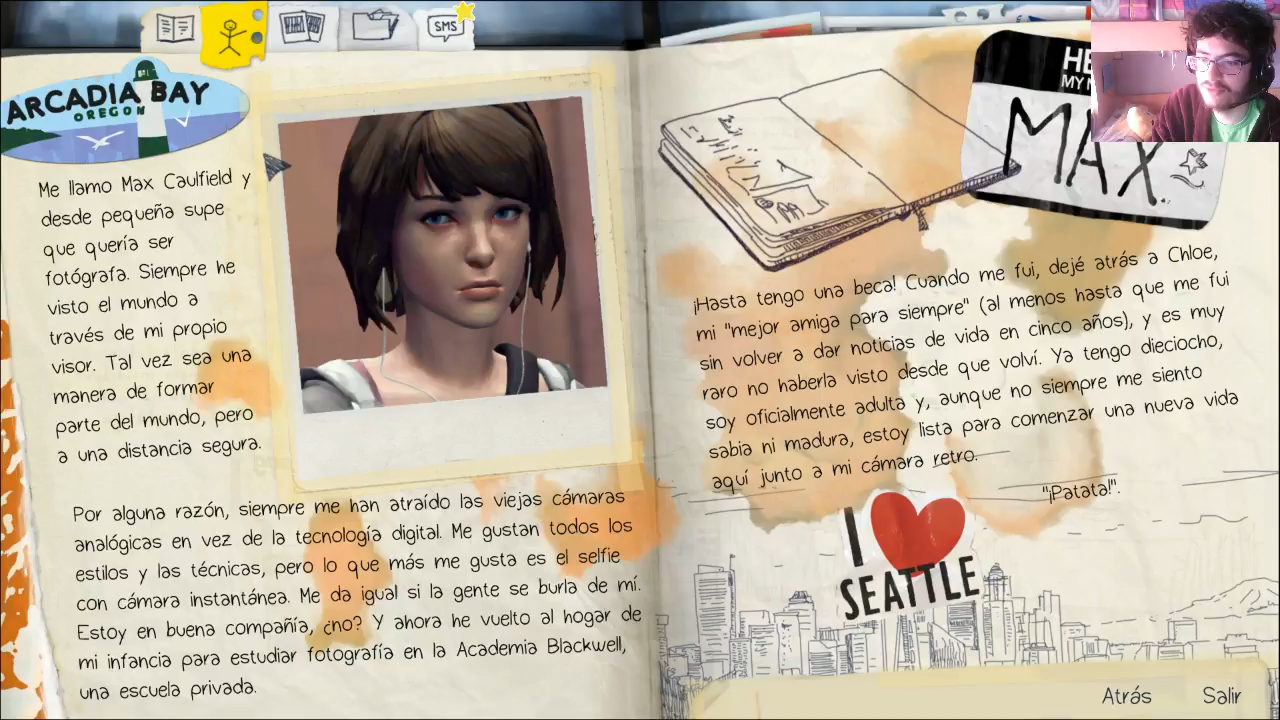 SMS
ARCADIA BAY
OREGON
Me llamo Max Caulfield y
desde pequeña supe
que quería ser
fotógrafa. Siempre he
visto el mundo a
través de mi propio
visor. Tal vez sea una
manera de formar
parte del mundo, pero
a una distancia segura.
Por alguna razón, siempre me han atraído las viejas cámaras
analógicas en vez de la tecnología digital. Me gustan todos los
estilos y las técnicas, pero lo que más me gusta es el selfie
con cámara instantánea. Me da igual si la gente se burla de mí.
Estoy en buena compañía, ¿no? Y ahora he vuelto al hogar de
mi infancia para estudiar fotografía en la Academia Blackwell,
una escuela privada.
MAX
¡Hasta tengo una beca! Cuando me fui, dejé atrás a Chloe,
mi "mejor amiga para siempre" (al menos hasta que me fui
sin volver a dar noticias de vida en cinco años), y es muy
raro no haberla visto desde que volví. Ya tengo dieciocho,
soy oficialmente adulta y, aunque no siempre me siento
sabia ni madura, estoy lista para comenzar una nueva vida
aquí junto a mi cámara retro.
"¡Patata!".
I
SEATTLE
Atrás Salir